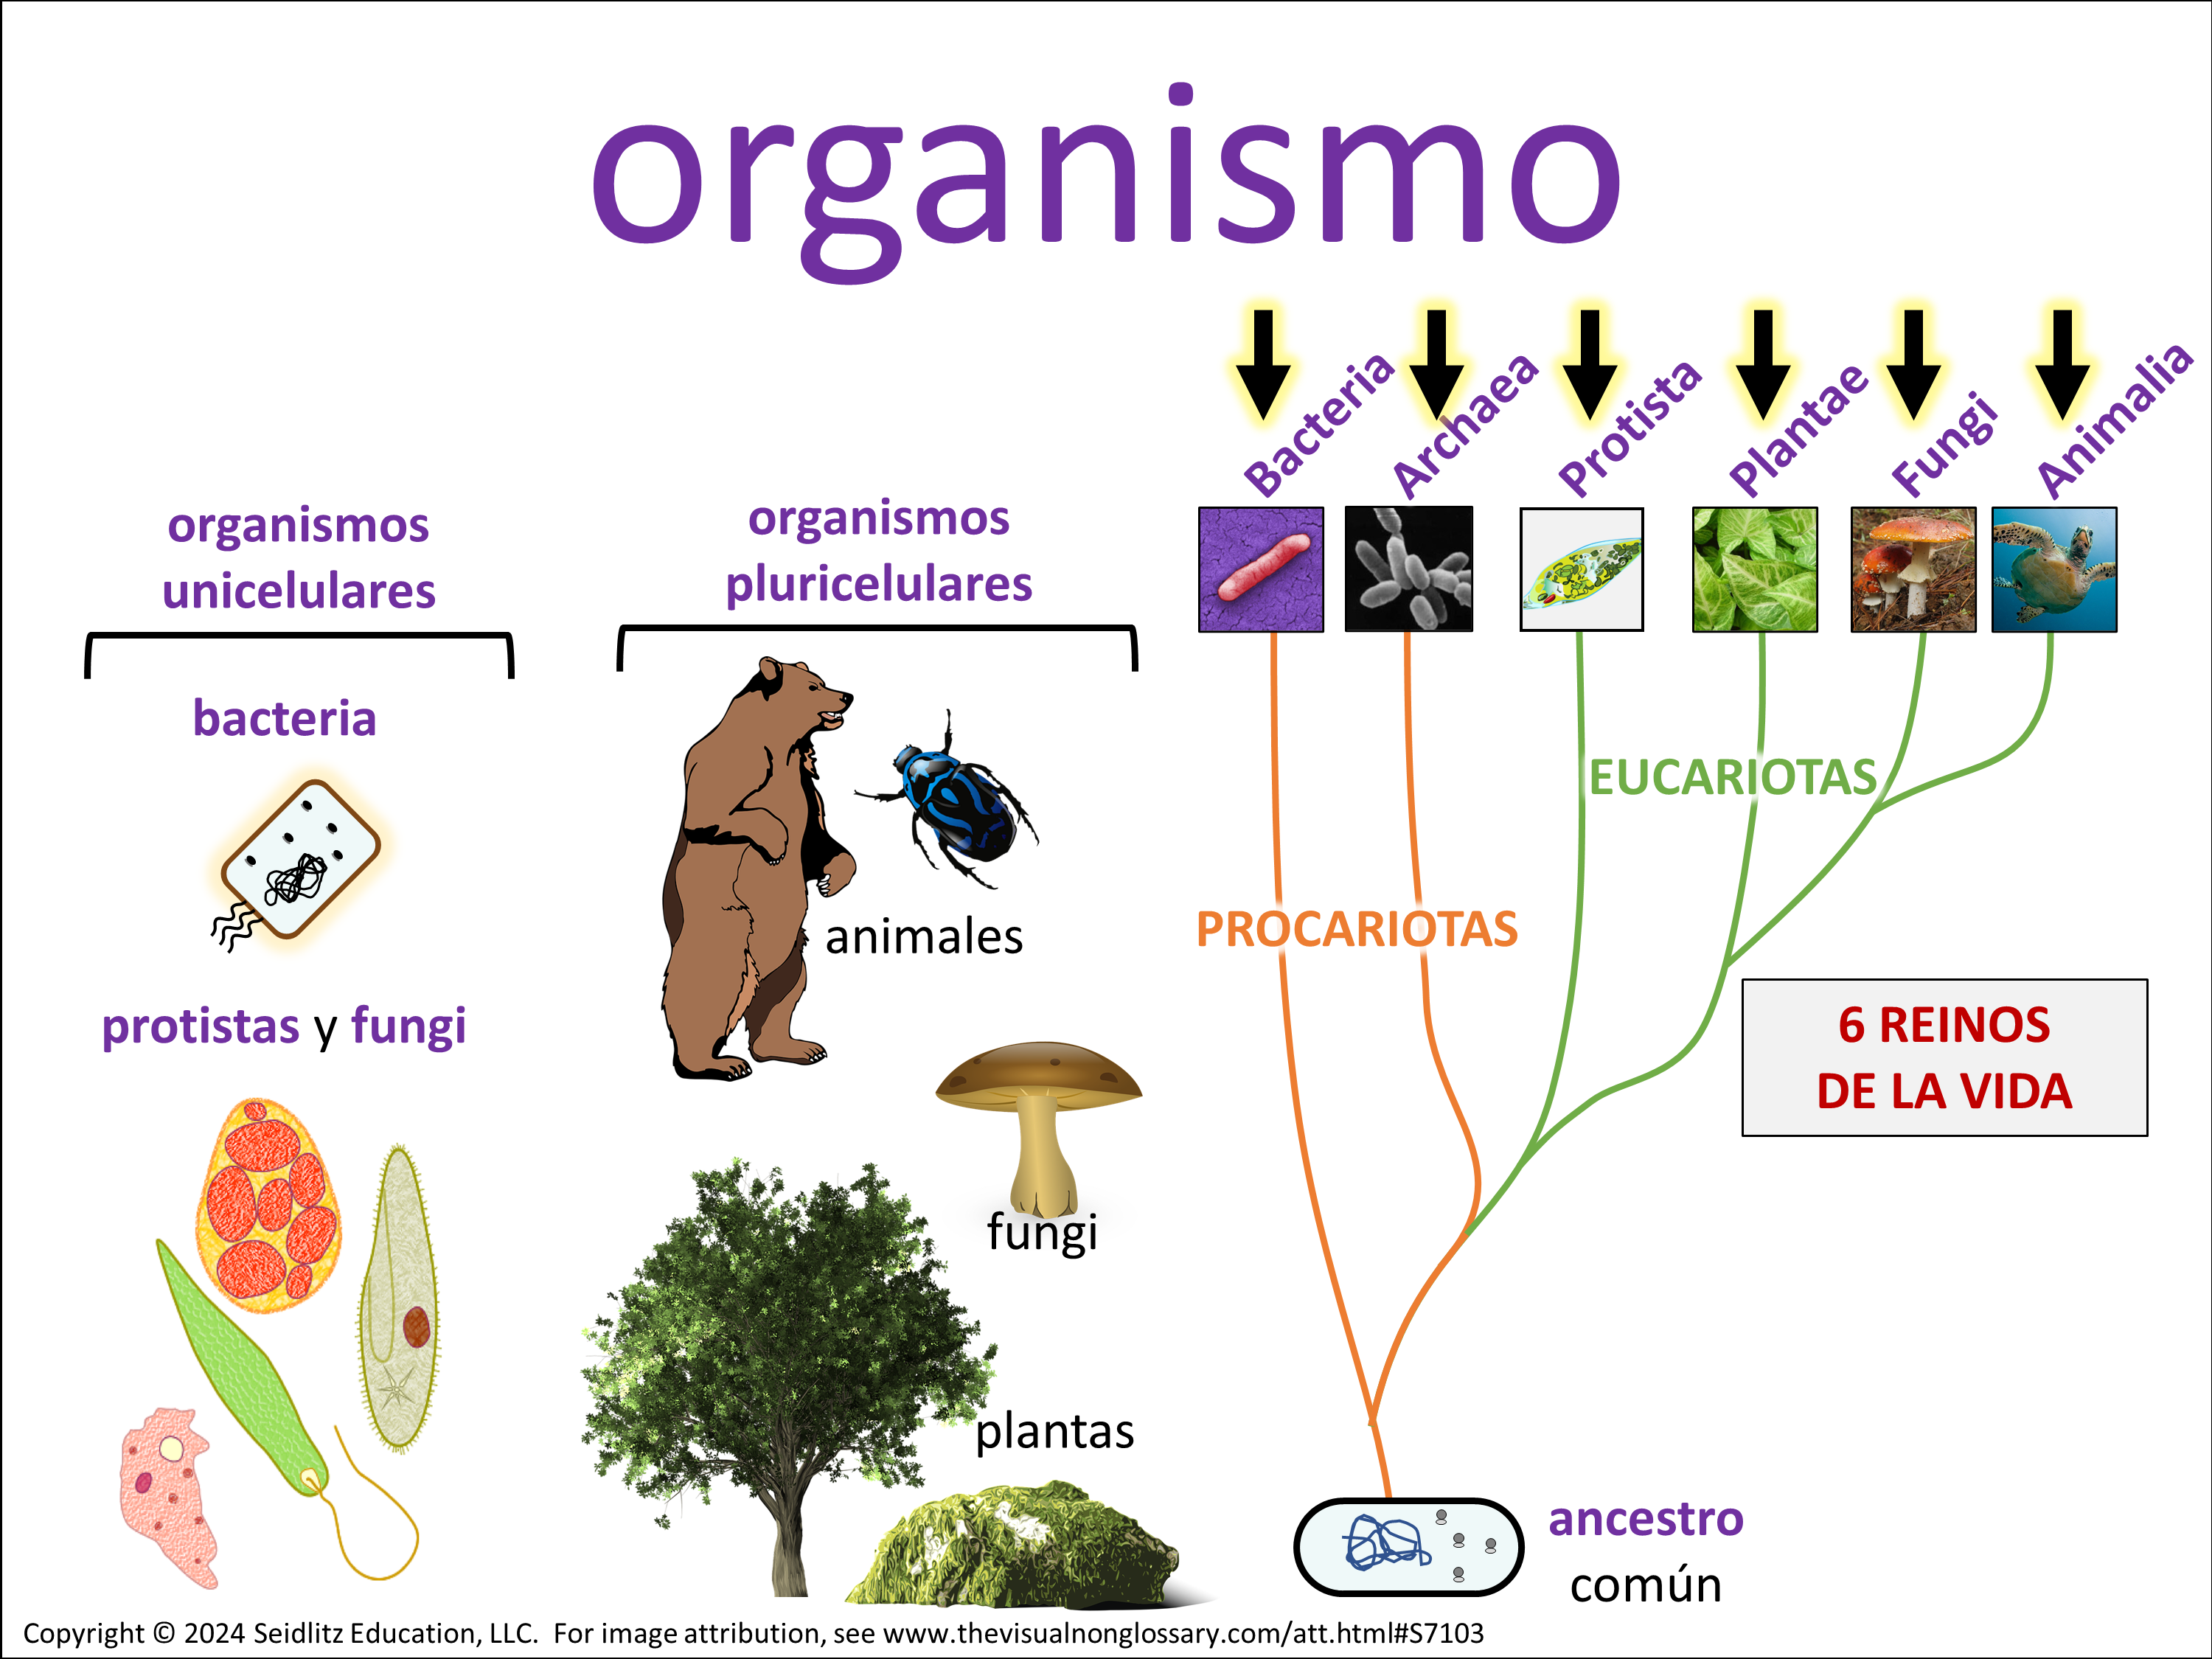 organismo
organismos
unicelulares
bacteria
protistas y fungi
organismos
pluricelulares
animales
fungi
plantas
Bacteria
Archaea
Protista
Plantae
Fungi
Animalia
EUCARIOTAS
PROCARIOTAS
6 REINOS
DE LA VIDA
ancestro
común
Copyright © 2024 Seidlitz Education, LLC.  For image attribution, see www.thevisualnonglossary.com/att.html#S7103